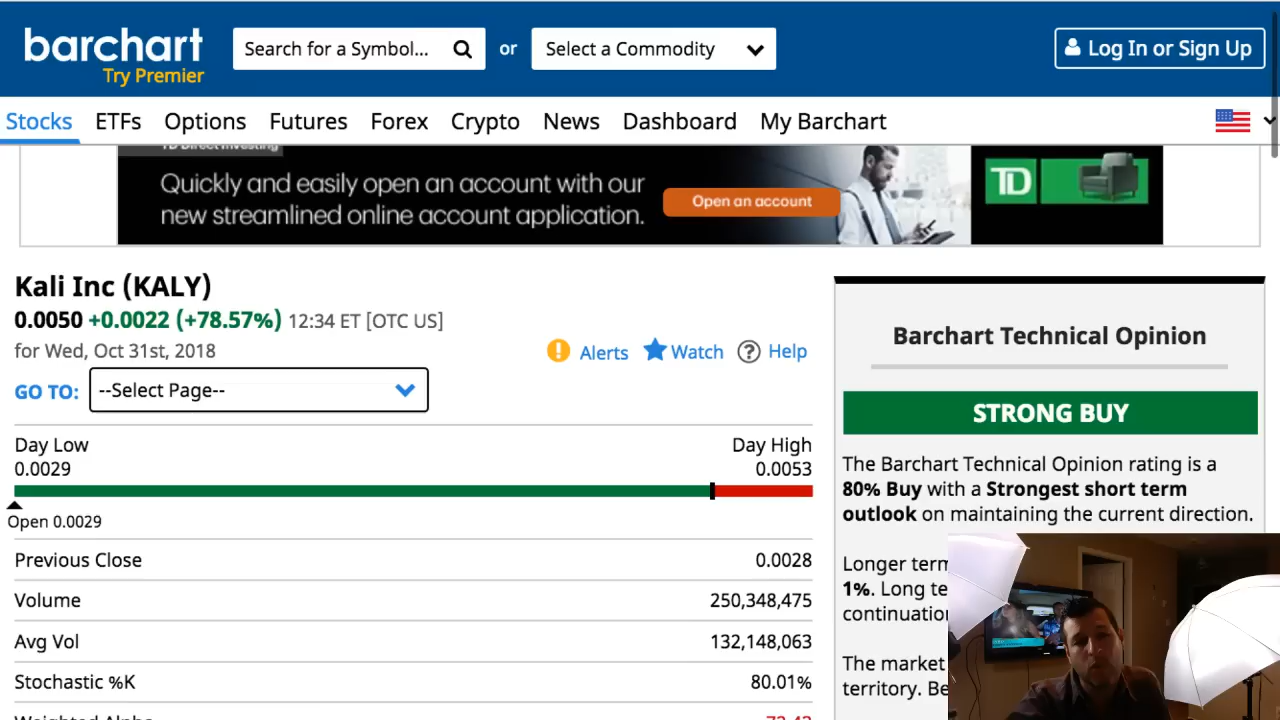 barchart
Try Premier
Search for a Symbol...
or
Select a Commodity
Log In or Sign Up
Stocks ETFs Options Futures Forex Crypto News Dashboard My Barchart
TD Direct Investing
Quickly and easily open an account with our
new streamlined online account application.
Open an account
TD
Kali Inc (KALY)
0.0050 +0.0022 (+78.57%) 12:34 ET [OTC US]
for Wed, Oct 31st, 2018
Alerts Watch Help
GO TO: --Select Page--
Day Low Day High
0.0029 0.0053
Open 0.0029
Previous Close 0.0028
Volume 250,348,475
Avg Vol 132,148,063
Stochastic %K 80.01%
Weighted Alpha
Barchart Technical Opinion
STRONG BUY
The Barchart Technical Opinion rating is a
80% Buy with a Strongest short term
outlook on maintaining the current direction.
Longer term
1%. Long te
continuation
The market
territory. Be